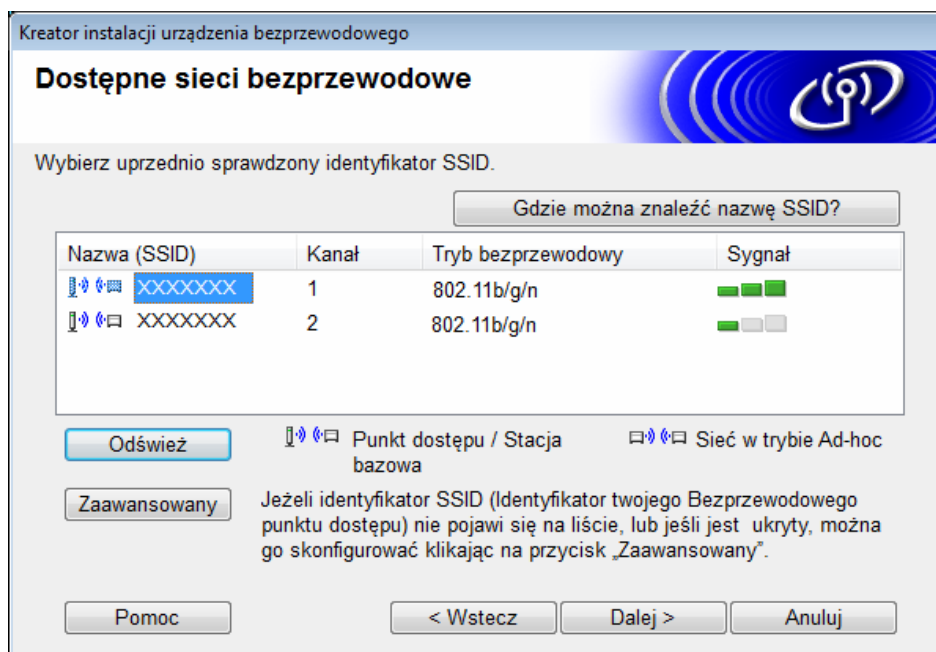 Kreator instalacji urządzenia bezprzewodowego
Dostępne sieci bezprzewodowe
Wybierz uprzednio sprawdzony identyfikator SSID.
Gdzie można znaleźć nazwę SSID?
Nazwa (SSID) Kanał Tryb bezprzewodowy Sygnał
XXXXXXX 1 802.11b/g/n
XXXXXXX 2 802.11b/g/n
Odśwież
Punkt dostępu / Stacja
bazowa
Sieć w trybie Ad-hoc
Zaawansowany
Jeżeli identyfikator SSID (Identyfikator twojego Bezprzewodowego
punktu dostępu) nie pojawi się na liście, lub jeśli jest ukryty, można
go skonfigurować klikając na przycisk „Zaawansowany”.
Pomoc < Wstecz Dalej > Anuluj